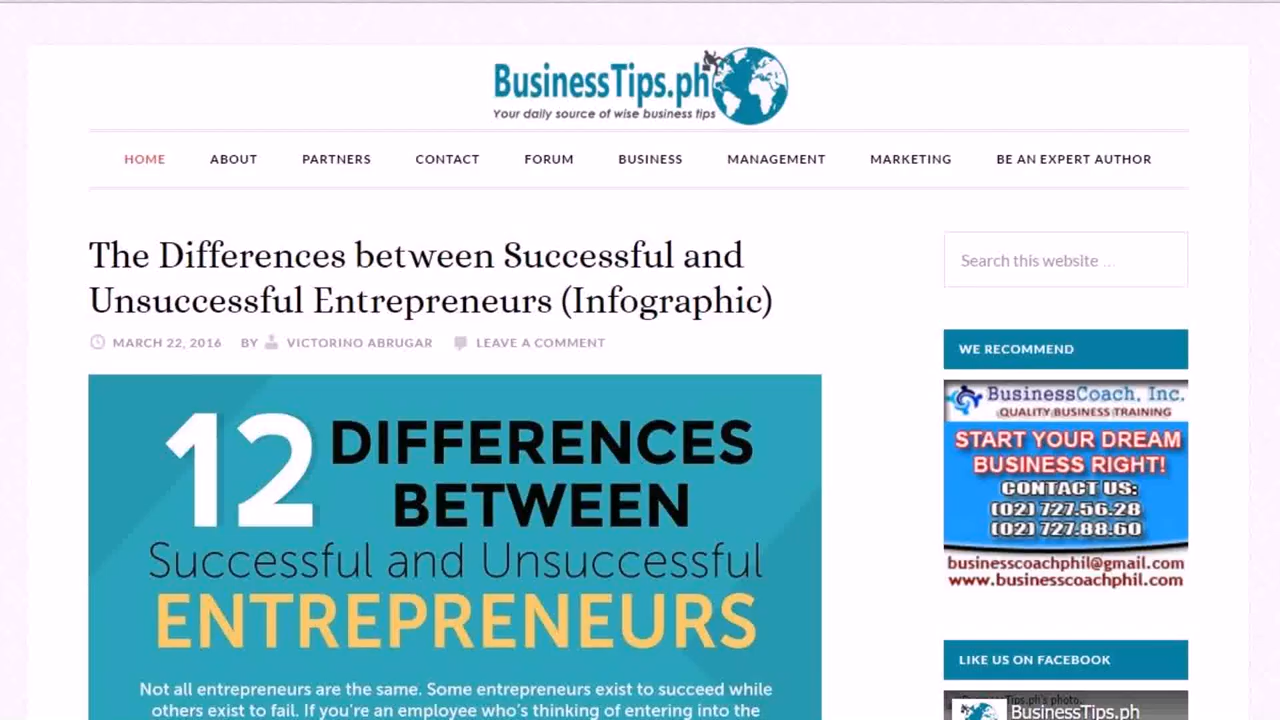 BusinessTips.ph
Your daily source of wise business tips
HOME ABOUT PARTNERS CONTACT FORUM BUSINESS MANAGEMENT MARKETING BE AN EXPERT AUTHOR
The Differences between Successful and
Unsuccessful Entrepreneurs (Infographic)
MARCH 22, 2016 BY VICTORINO ABRUGAR LEAVE A COMMENT
12 DIFFERENCES
BETWEEN
Successful and Unsuccessful
ENTREPRENEURS
Not all entrepreneurs are the same. Some entrepreneurs exist to succeed while
others exist to fail. If you're an employee who's thinking of entering into the
Search this website ...
WE RECOMMEND
BusinessCoach, Inc.
QUALITY BUSINESS TRAINING
START YOUR DREAM
BUSINESS RIGHT!
CONTACT US:
(02) 727.56.28
(02) 727.88.60
businesscoachphil@gmail.com
www.businesscoachphil.com
LIKE US ON FACEBOOK
BusinessTips.ph's photo.
BusinessTips.ph